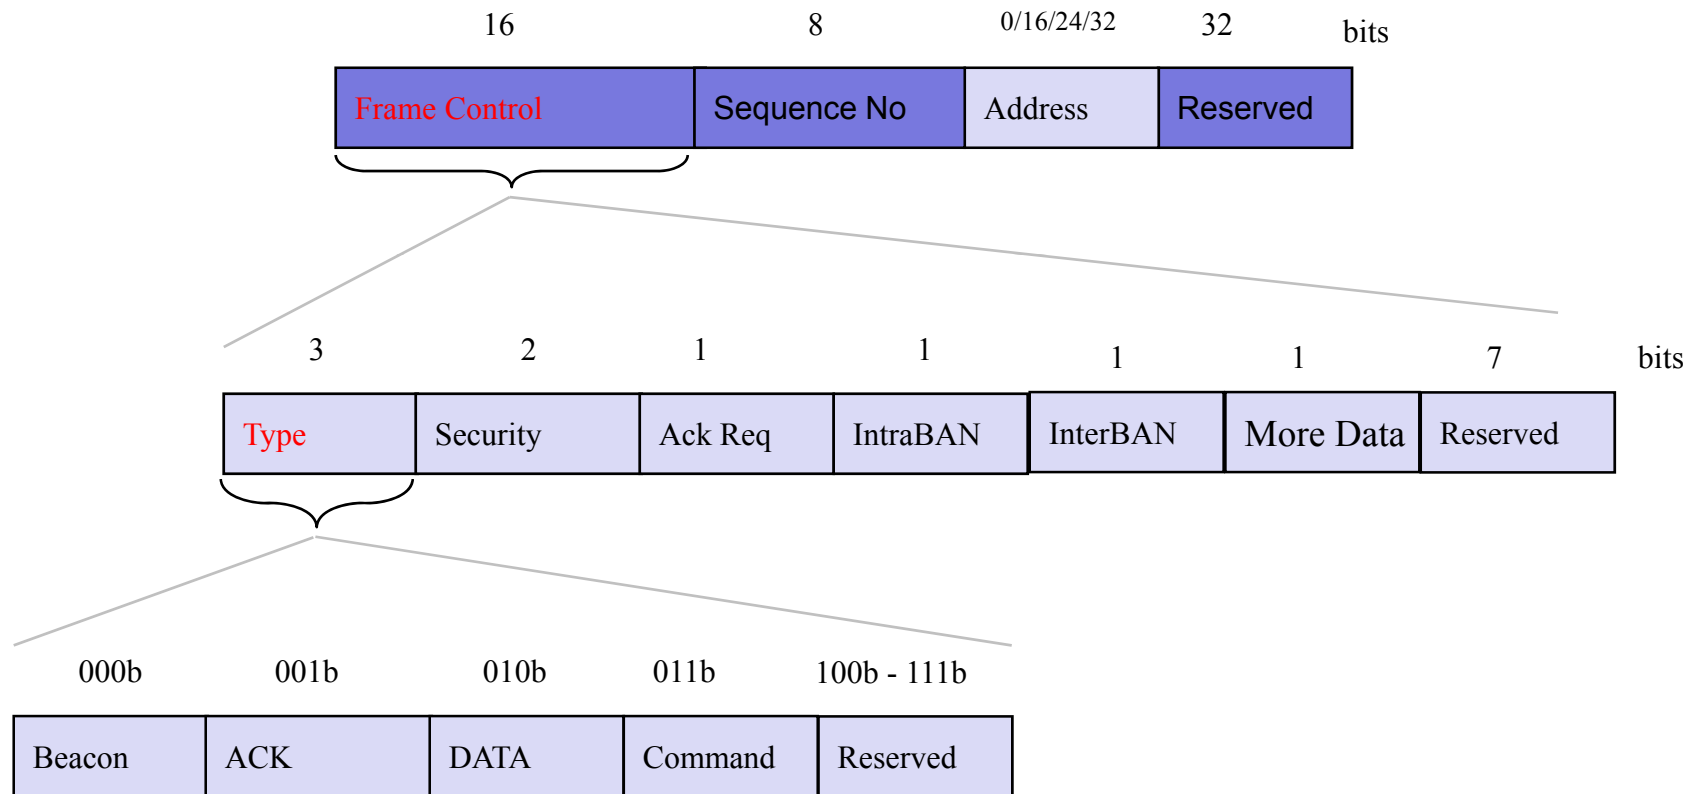 16 8 0/16/24/32 32 bits
Frame Control Sequence No Address Reserved
3 2 1 1 1 1 7 bits
Type Security Ack Req IntraBAN InterBAN More Data Reserved
000b 001b 010b 011b 100b - 111b
Beacon ACK DATA Command Reserved